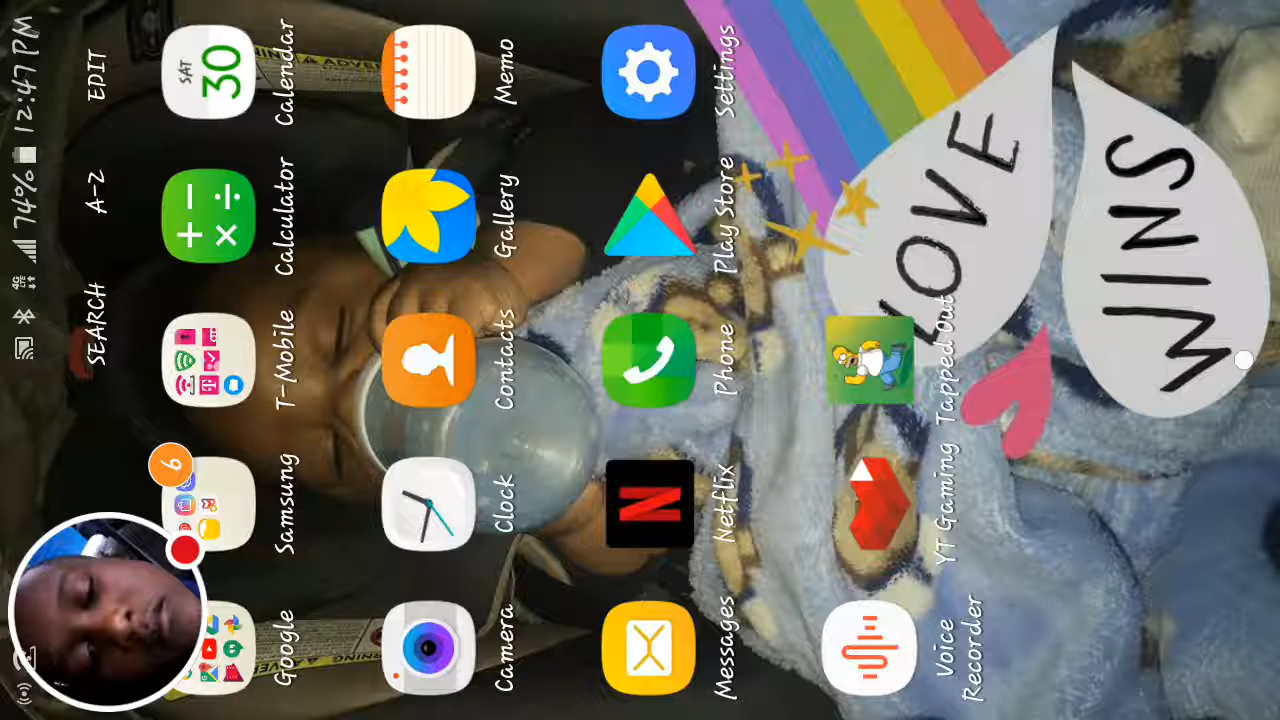 74% 12:47 PM
SEARCH A-Z EDIT
6
SAT
30
Google Samsung T-Mobile Calculator Calendar
Camera Clock Contacts Gallery Memo
Messages Netflix Phone Play Store Settings
Voice Recorder YT Gaming Tapped Out
LOVE
WINS